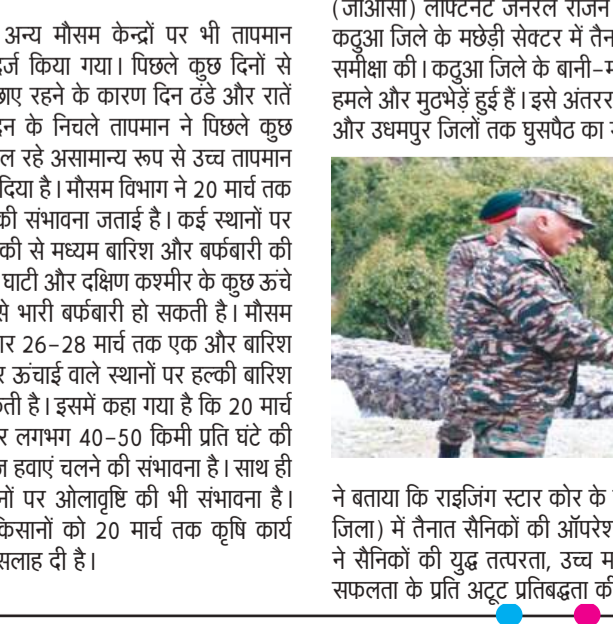 अन्य मौसम केन्द्रों पर भी तापमान
दर्ज किया गया। पिछले कुछ दिनों से
छाए रहने के कारण दिन ठंडे और रातें
के निचले तापमान ने पिछले कुछ
रहे असामान्य रूप से उच्च तापमान
दिया है। मौसम विभाग ने 20 मार्च तक
की संभावना जताई है। कई स्थानों पर
से मध्यम बारिश और बर्फबारी की
घाटी और दक्षिण कश्मीर के कुछ ऊंचे
से भारी बर्फबारी हो सकती है। मौसम
26-28 मार्च तक एक और बारिश
ऊंचाई वाले स्थानों पर हल्की बारिश
है। इसमें कहा गया है कि 20 मार्च
लगभग 40-50 किमी प्रति घंटे की
हवाएं चलने की संभावना है। साथ ही
पर ओलावृष्टि की भी संभावना है।
किसानों को 20 मार्च तक कृषि कार्य
सलाह दी है।
(जीओसी) लेफ्टिनेंट जनरल राजन
कठुआ जिले के मछेड़ी सेक्टर में
समीक्षा की। कठुआ जिले के
हमले और मुठभेड़ें हुई हैं। इसे
और उधमपुर जिलों तक घुसपैठ का
ने बताया कि राइजिंग स्टार कोर के
जिला) में तैनात सैनिकों की
ने सैनिकों की युद्ध तत्परता, उच्च
सफलता के प्रति अटूट प्रतिबद्धता की